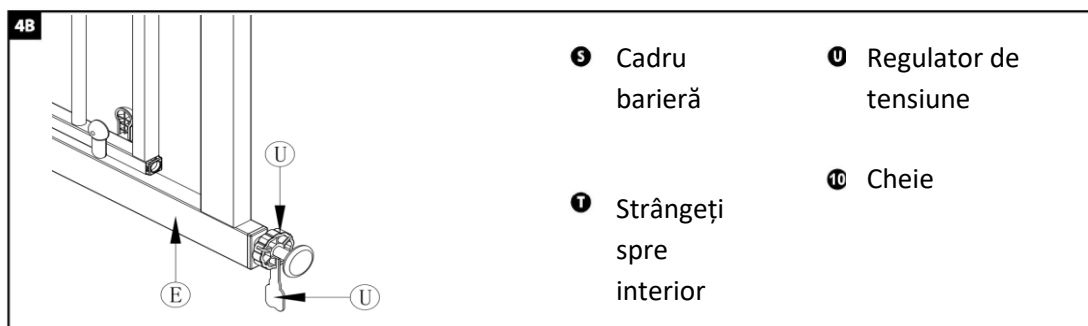 4B
U
E
U
S Cadru
barieră
T Strângeți
spre
interior
U Regulator de
tensiune
10 Cheie